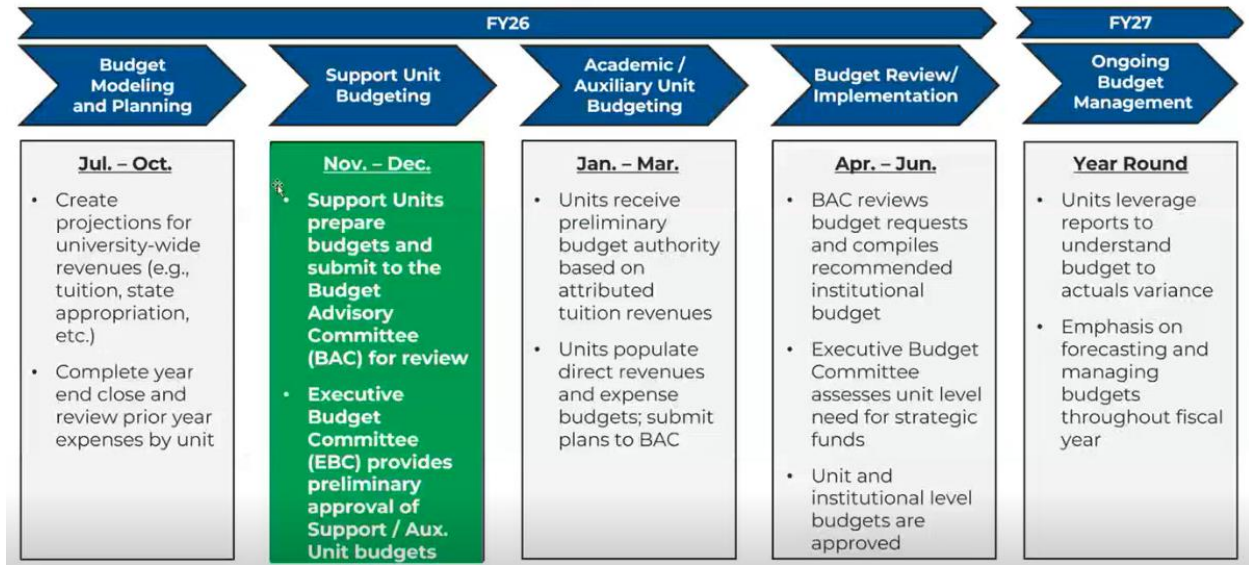 FY26
FY27
Budget
Modeling
and Planning
Support Unit
Budgeting
Academic /
Auxiliary Unit
Budgeting
Budget Review/
Implementation
Ongoing
Budget
Management
Jul. – Oct.
• Create
projections for
university-wide
revenues (e.g.,
tuition, state
appropriation,
etc.)
• Complete year
end close and
review prior year
expenses by unit
Nov. – Dec.
• Support Units
prepare
budgets and
submit to the
Budget
Advisory
Committee
(BAC) for review
• Executive
Budget
Committee
(EBC) provides
preliminary
approval of
Support / Aux.
Unit budgets
Jan. – Mar.
• Units receive
preliminary
budget authority
based on
attributed
tuition revenues
• Units populate
direct revenues
and expense
budgets; submit
plans to BAC
Apr. – Jun.
• BAC reviews
budget requests
and compiles
recommended
institutional
budget
• Executive Budget
Committee
assesses unit level
need for strategic
funds
• Unit and
institutional level
budgets are
approved
Year Round
• Units leverage
reports to
understand
budget to
actuals variance
• Emphasis on
forecasting and
managing
budgets
throughout fiscal
year